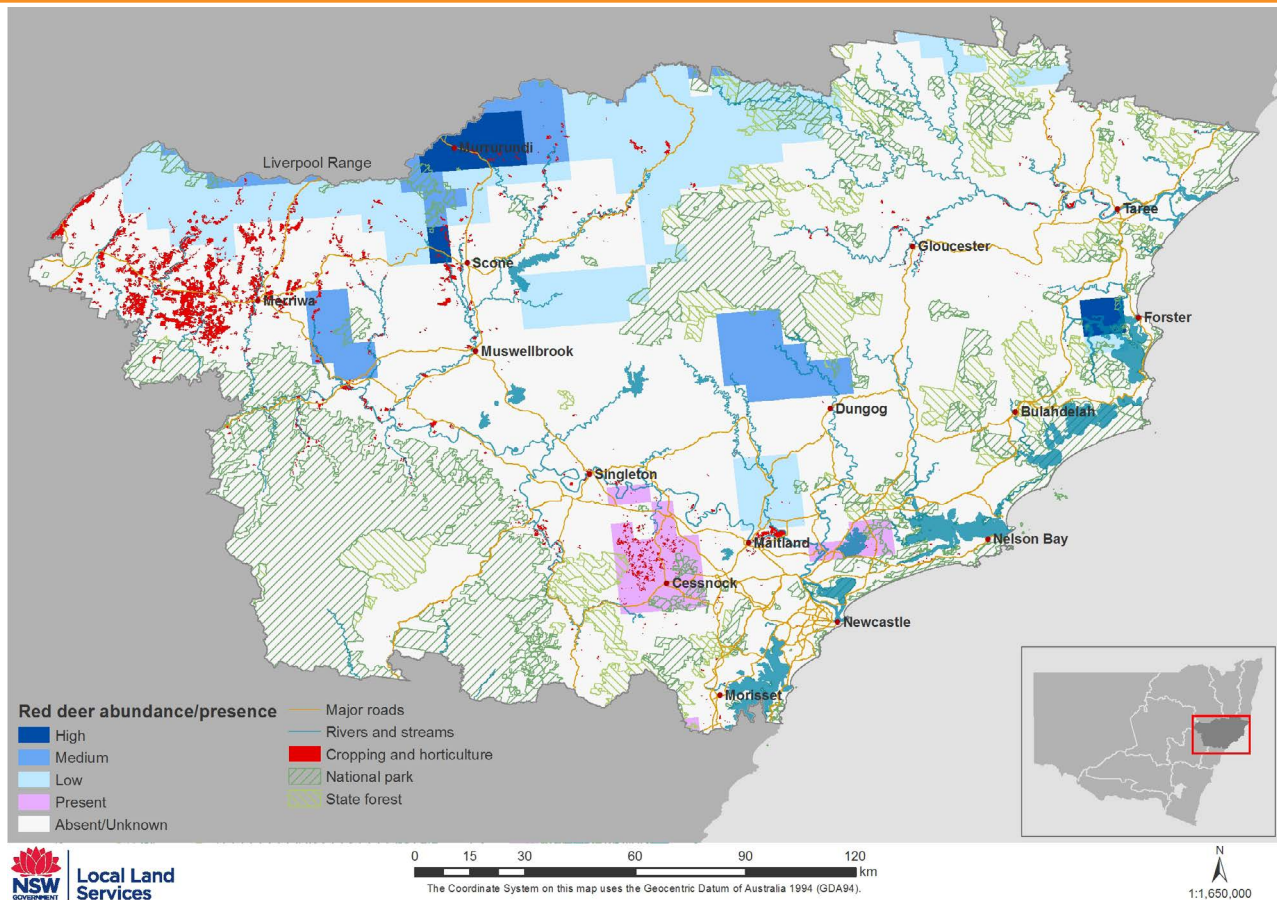 Liverpool Range
Murrurundi
Taree
Gloucester
Scone
Merriwa
Forster
Muswellbrook
Dungog
Bulahdelah
Singleton
Maitland
Nelson Bay
Cessnock
Newcastle
Morisset
Red deer abundance/presence
High
Medium
Low
Present
Absent/Unknown
Major roads
Rivers and streams
Cropping and horticulture
National park
State forest
NSW
GOVERNMENT
Local Land
Services
0 15 30 60 90 120
km
The Coordinate System on this map uses the Geocentric Datum of Australia 1994 (GDA94).
N
1:1,650,000